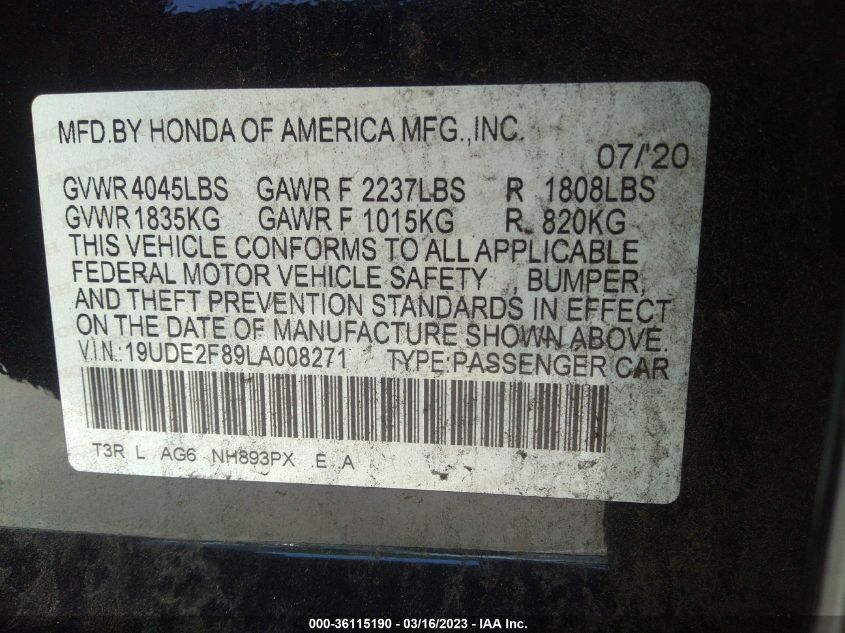 MFD.BY HONDA OF AMERICA MFG.,INC.
07/'20
GVWR 4045LBS GAWR F 2237LBS R 1808LBS
GVWR 1835KG GAWR F 1015KG R 820KG
THIS VEHICLE CONFORMS TO ALL APPLICABLE
FEDERAL MOTOR VEHICLE SAFETY , BUMPER,
AND THEFT PREVENTION STANDARDS IN EFFECT
ON THE DATE OF MANUFACTURE SHOWN ABOVE.
V.I.N.:19UDE2F89LA008271 TYPE:PASSENGER CAR
T3R L AG6 NH893PX E A
000-36115190 - 03/16/2023 - IAA Inc.